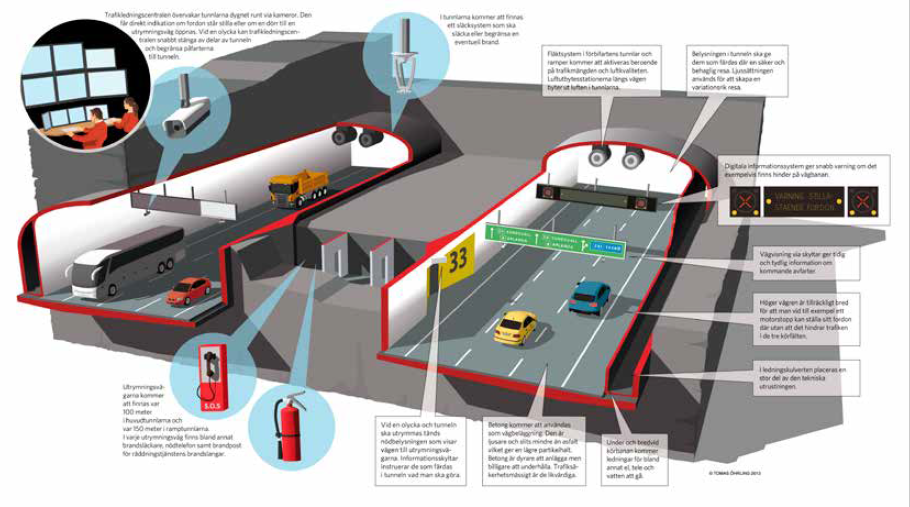 Trafikledningscentralen övervakar tunnlarna dygnet runt via kameror. Den
får direkt indikation om fordon står stilla eller om en dörr till en
utrymningsväg öppnas. Vid en olycka kan trafikledningscen-
tralen snabbt stänga av delar av tunneln
och begränsa påfarterna
till tunneln.
I tunnlarna kommer att finnas
ett släcksystem som ska
släcka eller begränsa en
eventuell brand.
Fläktsystem i förbifartens tunnlar och
ramper kommer att aktiveras beroende
på trafikmängden och luftkvaliteten.
Luftutbytesstationerna längs vägen
byter ut luften i tunnlarna.
Belysningen i tunneln ska ge
dem som färdas där en säker och
behaglig resa. Ljussättningen
används för att skapa en
variationsrik resa.
Digitala informationssystem ger snabb varning om det
exempelvis finns hinder på vägbanan.
VARNING STILLA-
STÅENDE FORDON
Vägvisning via skyltar ger tidig
och tydlig information om
kommande avfarter.
Höger vägren är tillräckligt bred
för att man vid till exempel ett
motorstopp kan ställa sitt fordon
där utan att det hindrar trafiken
i de tre körfälten.
I ledningskulverten placeras en
stor del av den tekniska
utrustningen.
33
S.O.S
Utrymningsvä-
garna kommer
att finnas var
100 meter
i huvudtunnlarna och
var 150 meter i ramptunnlarna.
I varje utrymningsväg finns bland annat
brandsläckare, nödtelefon samt brandpost
för räddningstjänstens brandslangar.
Vid en olycka och tunneln
ska utrymmas tänds
nödbelysningen som visar
vägen till utrymningsvä-
garna. Informationsskyltar
instruerar de som färdas
i tunneln vad man ska göra.
Betong kommer att användas
som vägbeläggning. Den är
ljusare och slits mindre än asfalt
vilket ger en lägre partikelhalt.
Betong är dyrare att anlägga men
billigare att underhålla. Trafiksä-
kerhetsmässigt är de likvärdiga.
Under och bredvid
körbanan kommer
ledningar för bland
annat el, tele och
vatten att gå.
© TOMAS ÖHRLING 2013